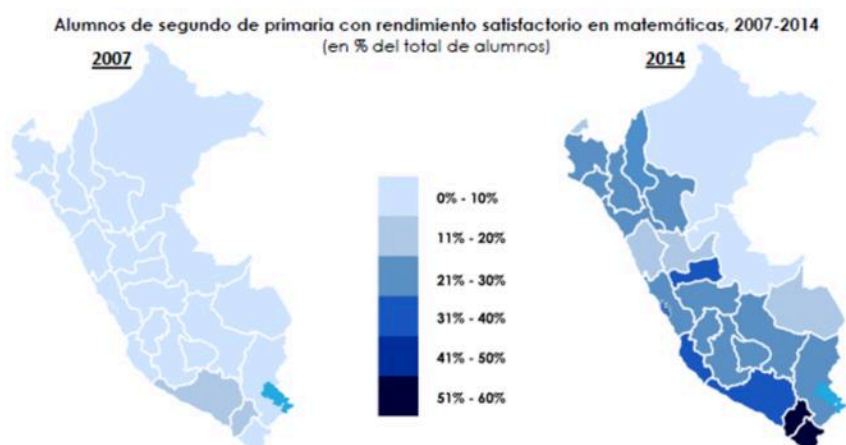 Alumnos de segundo de primaria con rendimiento satisfactorio en matemáticas, 2007-2014
(en % del total de alumnos)
2007
2014
0% - 10%
11% - 20%
21% - 30%
31% - 40%
41% - 50%
51% - 60%